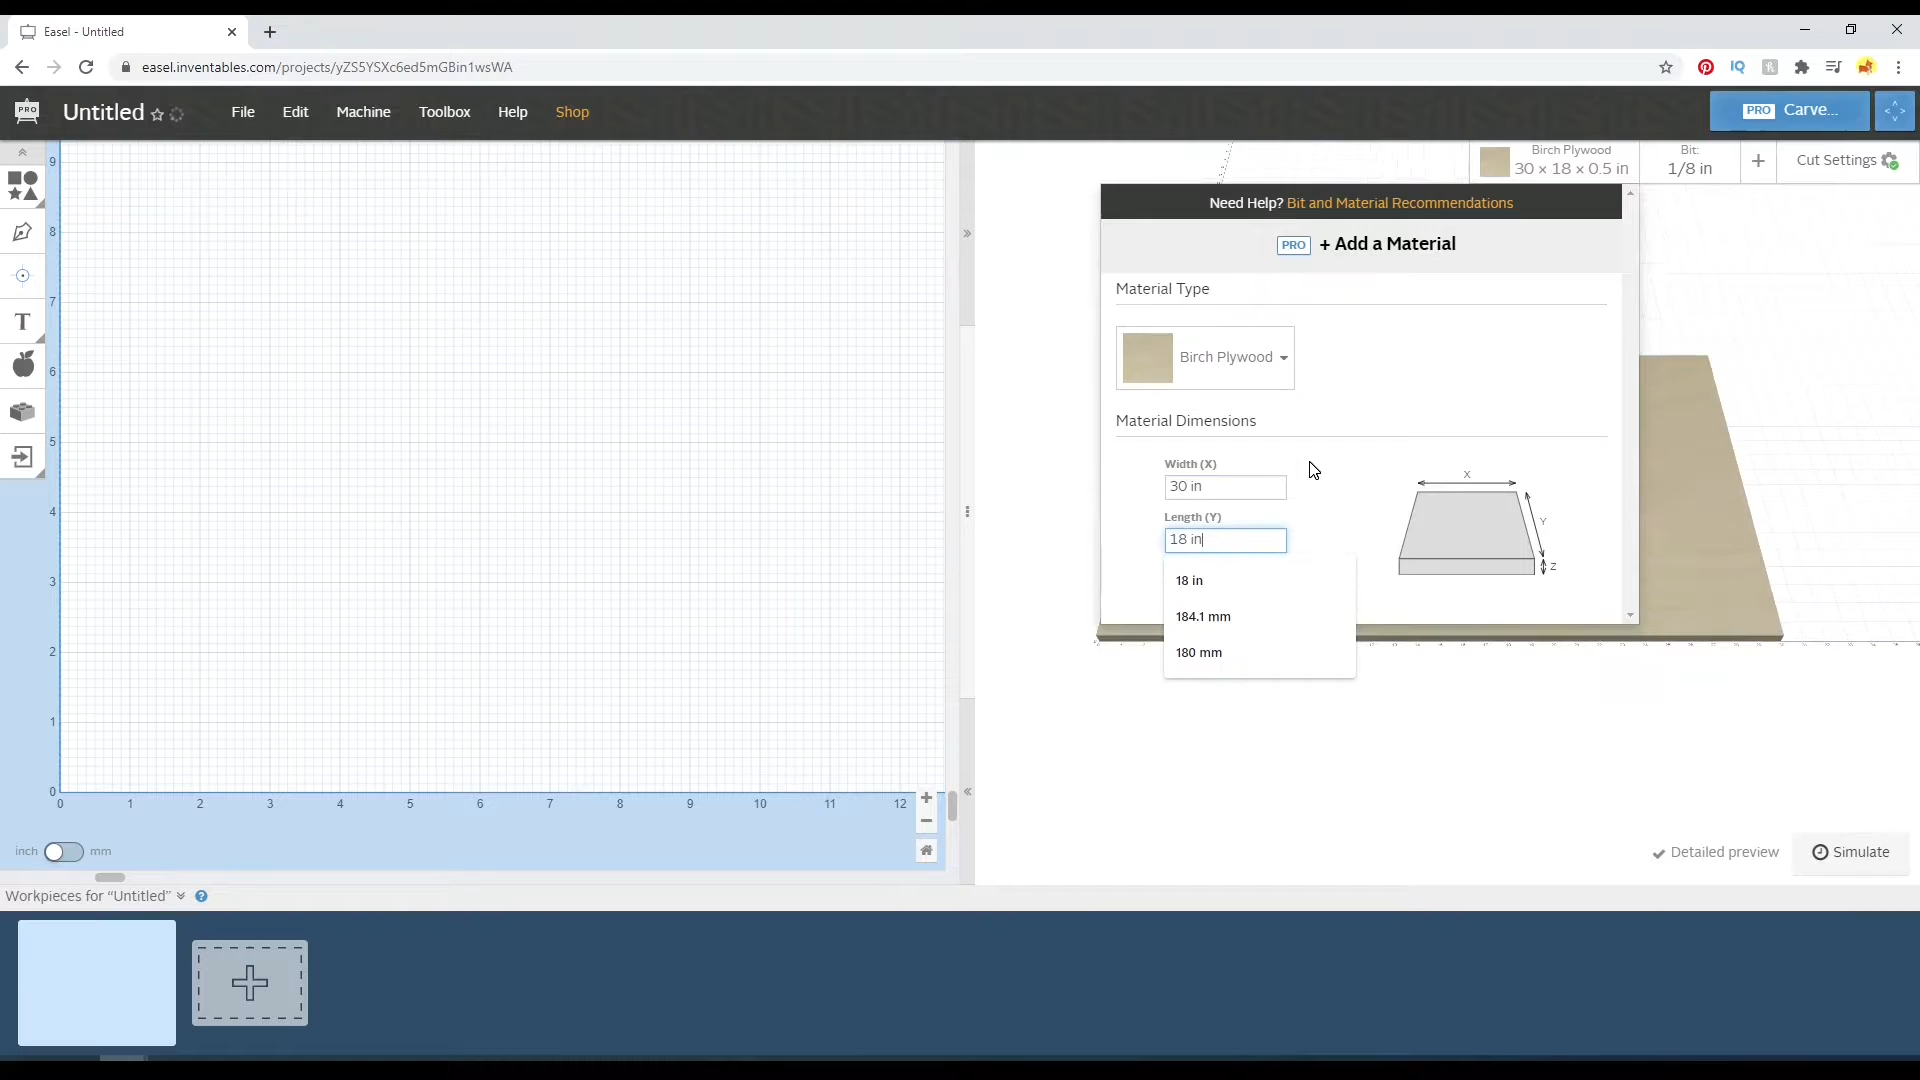 Easel - Untitled
easel.inventables.com/projects/yZS5YSXc6ed5mGBin1wsWA
PRO
Untitled
File Edit Machine Toolbox Help Shop
PRO Carve...
Birch Plywood
30 × 18 × 0.5 in
Bit:
1/8 in
Cut Settings
Need Help? Bit and Material Recommendations
PRO + Add a Material
Material Type
Birch Plywood
Material Dimensions
Width (X)
30 in
Length (Y)
18 in
18 in
184.1 mm
180 mm
X
Y
Z
T
9
8
7
6
5
4
3
2
1
0
0 1 2 3 4 5 6 7 8 9 10 11 12
inch mm
Detailed preview
Simulate
Workpieces for “Untitled”